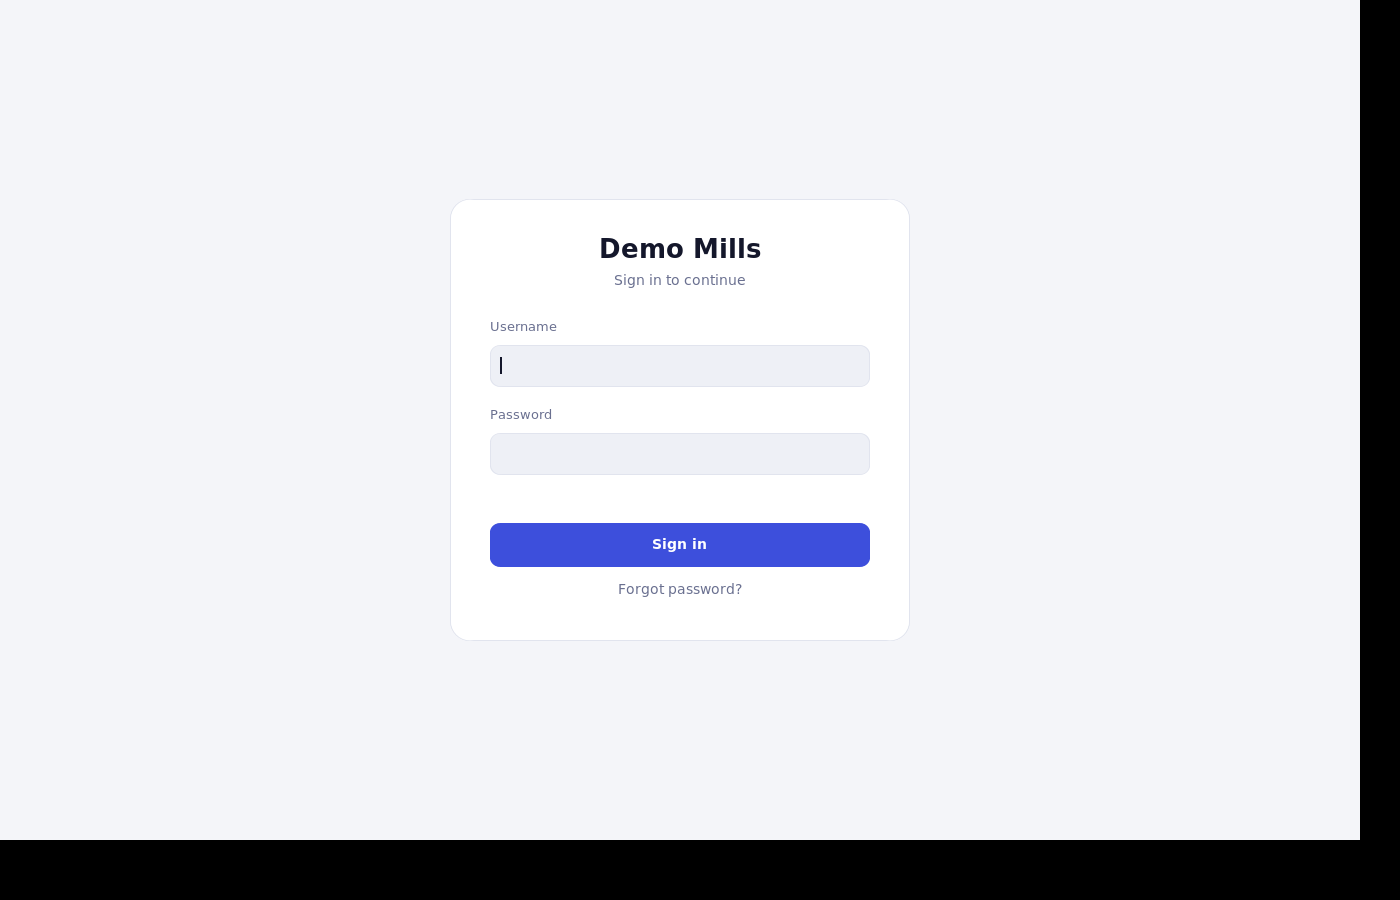 Demo Mills
Sign in to continue
Username
Password
Sign in
Forgot password?